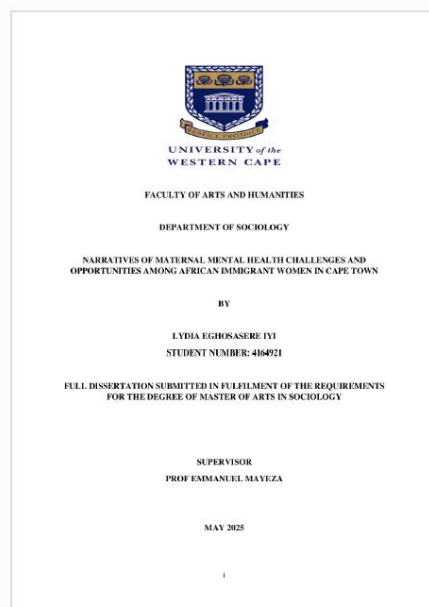 RESPICE PROSPICE
UNIVERSITY of the
WESTERN CAPE
FACULTY OF ARTS AND HUMANITIES
DEPARTMENT OF SOCIOLOGY
NARRATIVES OF MATERNAL MENTAL HEALTH CHALLENGES AND
OPPORTUNITIES AMONG AFRICAN IMMIGRANT WOMEN IN CAPE TOWN
BY
LYDIA EGHOSASERE IYI
STUDENT NUMBER: 4164921
FULL DISSERTATION SUBMITTED IN FULFILMENT OF THE REQUIREMENTS
FOR THE DEGREE OF MASTER OF ARTS IN SOCIOLOGY
SUPERVISOR
PROF EMMANUEL MAYEZA
MAY 2025
i